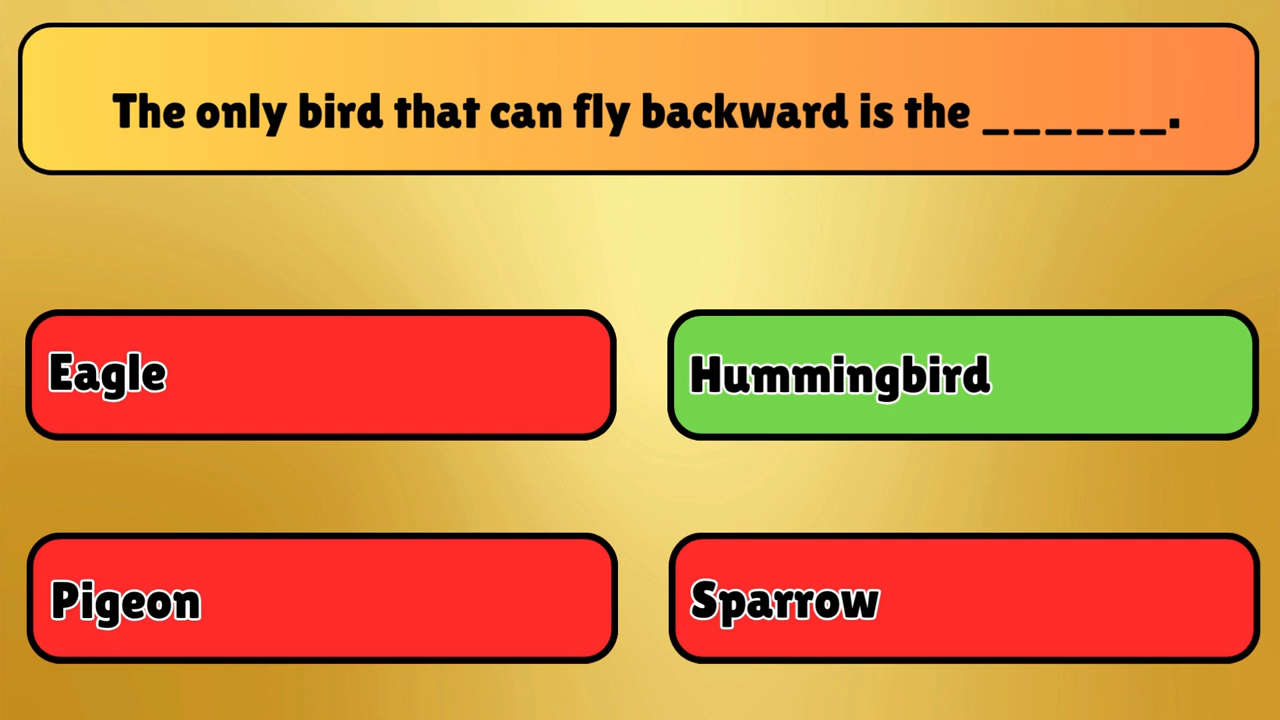 The only bird that can fly backward is the ______.
Eagle
Hummingbird
Pigeon
Sparrow